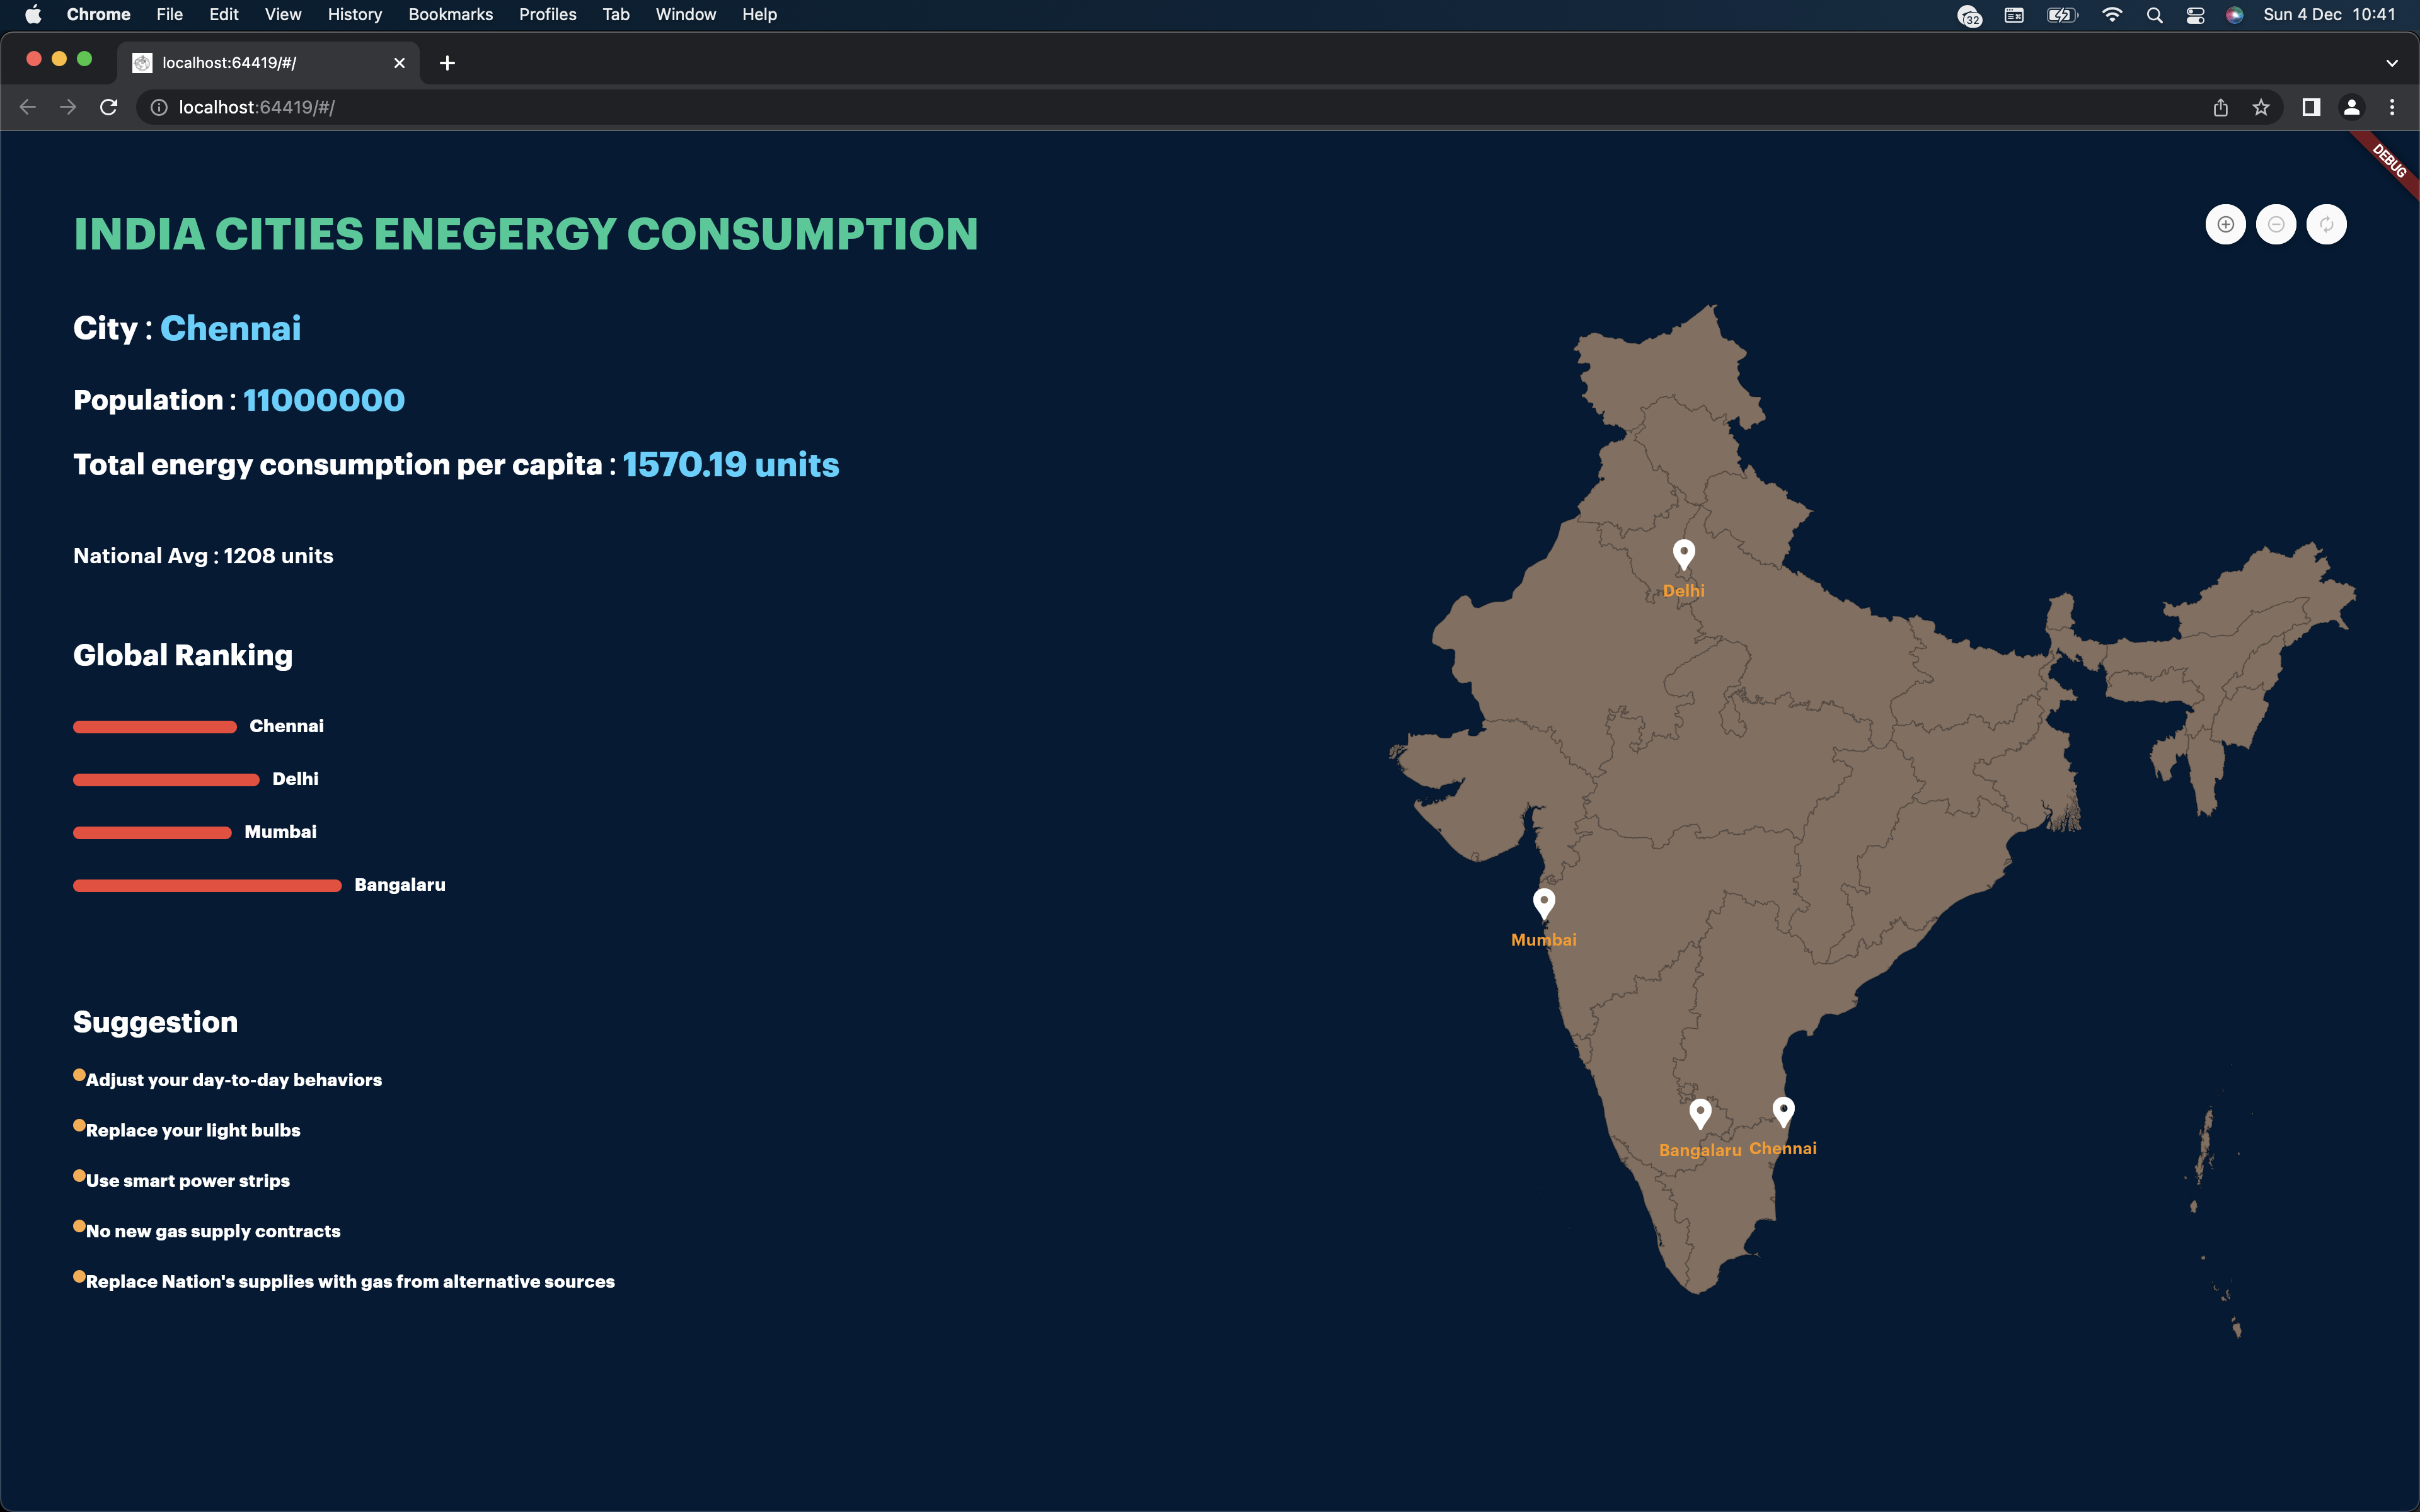 Chrome File Edit View History Bookmarks Profiles Tab Window Help 32 Sun 4 Dec 10:41
localhost:64419/#/
localhost:64419/#/
DEBUG
INDIA CITIES ENEGERGY CONSUMPTION
City : Chennai
Population : 11000000
Total energy consumption per capita : 1570.19 units
National Avg : 1208 units
Global Ranking
Chennai
Delhi
Mumbai
Bangalaru
Suggestion
Adjust your day-to-day behaviors
Replace your light bulbs
Use smart power strips
No new gas supply contracts
Replace Nation's supplies with gas from alternative sources
Delhi
Mumbai
Bangalaru Chennai